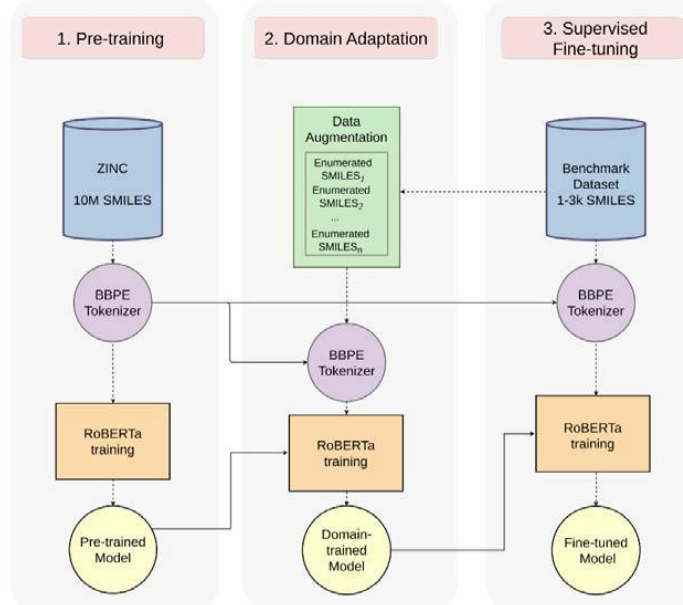 1. Pre-training
ZINC
10M SMILES
BBPE
Tokenizer
RoBERTa
training
Pre-trained
Model
2. Domain Adaptation
Data
Augmentation
Enumerated
SMILES1
Enumerated
SMILES2
...
Enumerated
SMILESn
BBPE
Tokenizer
RoBERTa
training
Domain-
trained
Model
3. Supervised
Fine-tuning
Benchmark
Dataset
1-3k SMILES
BBPE
Tokenizer
RoBERTa
training
Fine-tuned
Model